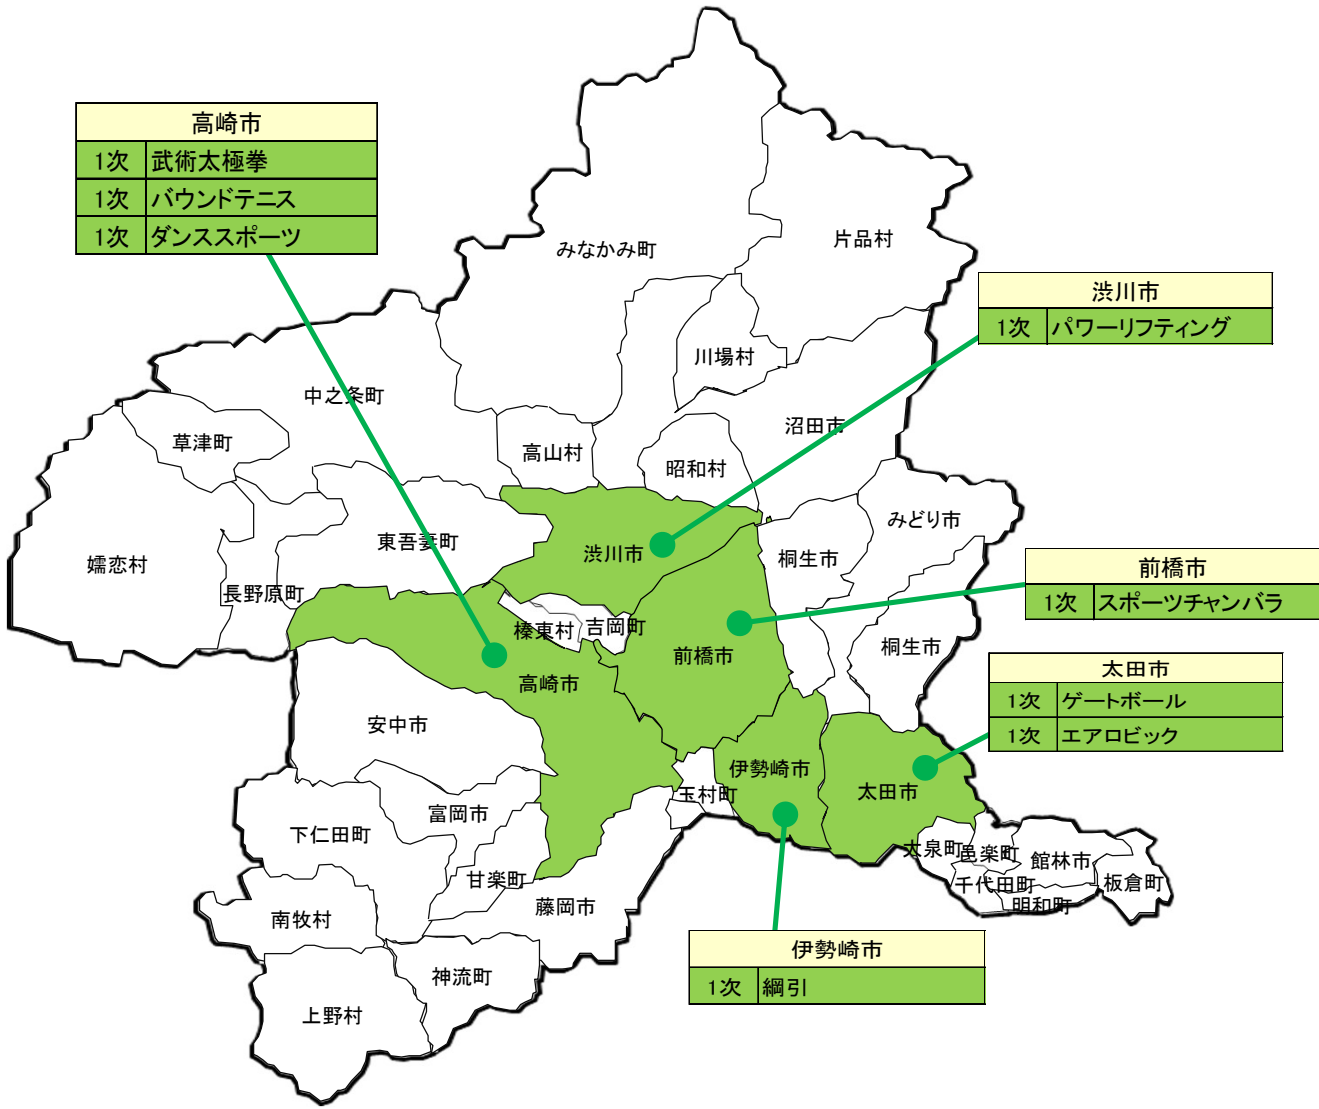 高崎市
1次 武術太極拳
1次 バウンドテニス
1次 ダンススポーツ
みなかみ町
片品村
渋川市
1次 パワーリフティング
川場村
中之条町
沼田市
草津町
高山村
昭和村
みどり市
東吾妻町
渋川市
桐生市
嬬恋村
前橋市
1次 スポーツチャンバラ
長野原町
榛東村
吉岡町
前橋市
桐生市
太田市
1次 ゲートボール
1次 エアロビック
高崎市
安中市
伊勢崎市
太田市
玉村町
富岡市
下仁田町
大泉町
邑楽町
館林市
甘楽町
千代田町
板倉町
明和町
藤岡市
南牧村
伊勢崎市
1次 綱引
神流町
上野村